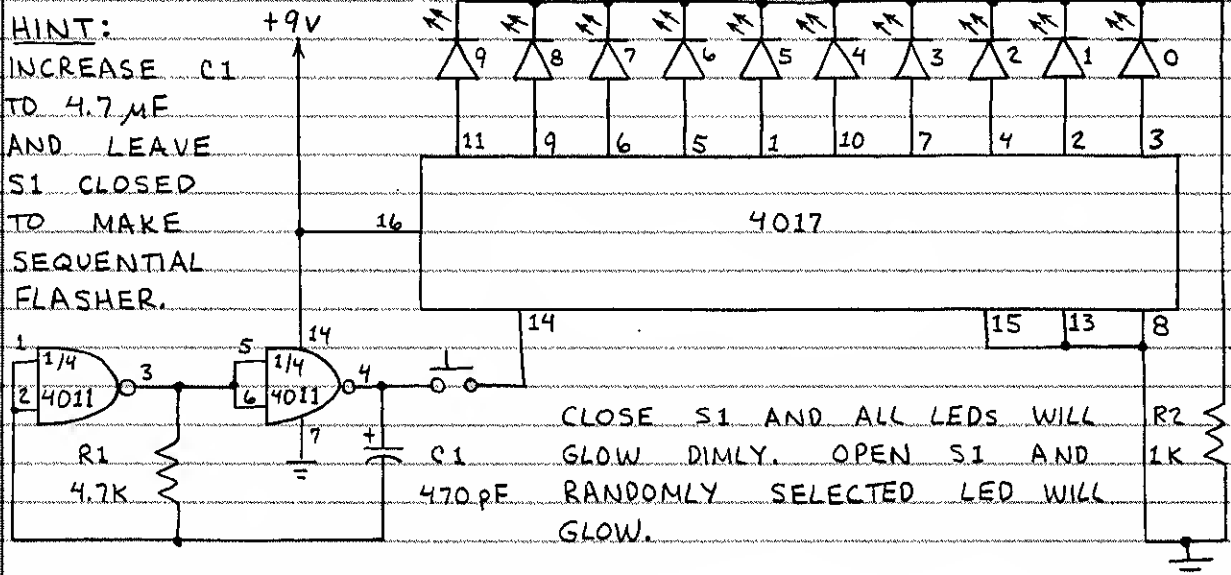 HINT: +9V
INCREASE C1
TO 4.7 µF
AND LEAVE
S1 CLOSED
TO MAKE
SEQUENTIAL
FLASHER.
9 8 7 6 5 4 3 2 1 0
11 9 6 5 1 10 7 4 2 3
16 4017
14 15 13 8
1 2 1/4 4011 3
5 6 1/4 4011 4
14
7
R1
4.7K
+ C1
470 pF
CLOSE S1 AND ALL LEDs WILL
GLOW DIMLY. OPEN S1 AND
RANDOMLY SELECTED LED WILL
GLOW.
R2
1K